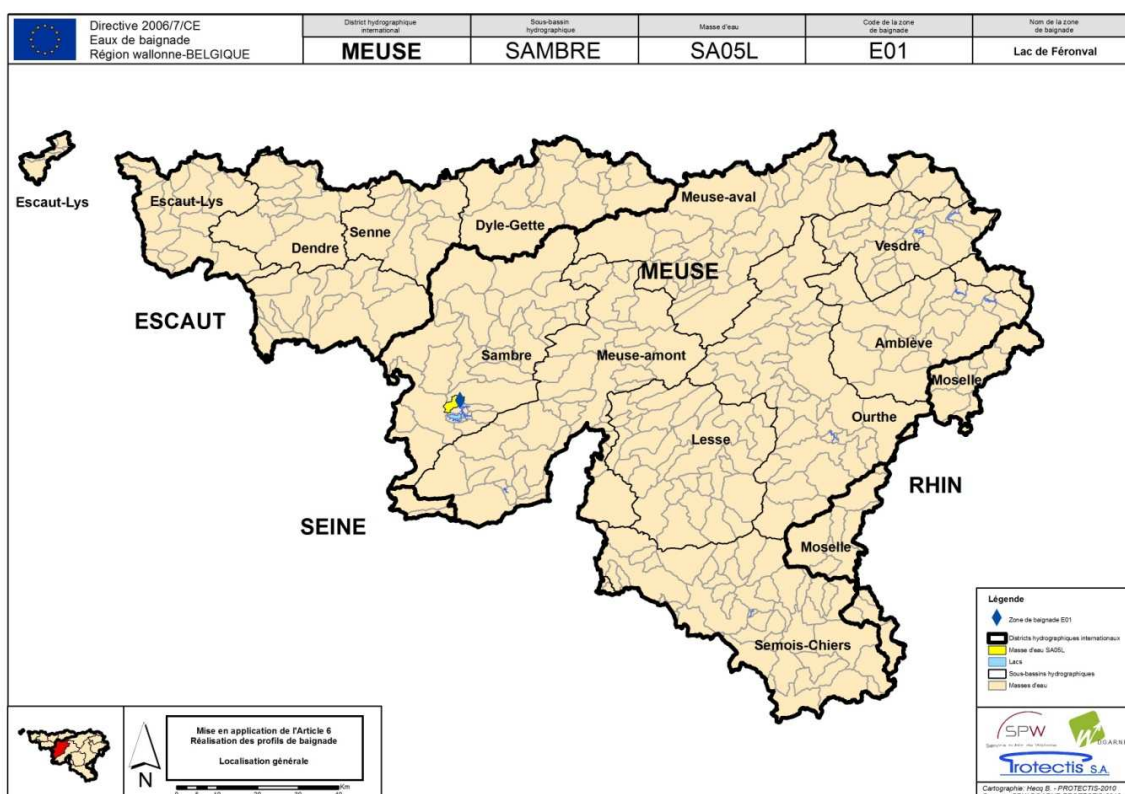 Directive 2006/7/CE
Eaux de baignade
Région wallonne-BELGIQUE
District hydrographique
international
MEUSE
Sous-bassin
hydrographique
SAMBRE
Masse d'eau
SA05L
Code de la zone
de baignade
E01
Nom de la zone
de baignade
Lac de Féronval
Escaut-Lys
Escaut-Lys
Dendre
Senne
Dyle-Gette
Meuse-aval
Vesdre
MEUSE
ESCAUT
Sambre
Meuse-amont
Amblève
Moselle
Ourthe
Lesse
RHIN
SEINE
Moselle
Semois-Chiers
Légende
Zone de baignade E01
Districts hydrographiques internationaux
Masse d'eau SA05L
Lacs
Sous-bassins hydrographiques
Masses d'eau
Mise en application de l'Article 6
Réalisation des profils de baignade
Localisation générale
N
Km
SPW
Protectis S.A.
Cartographie: Hecq B. - PROTECTIS-2010